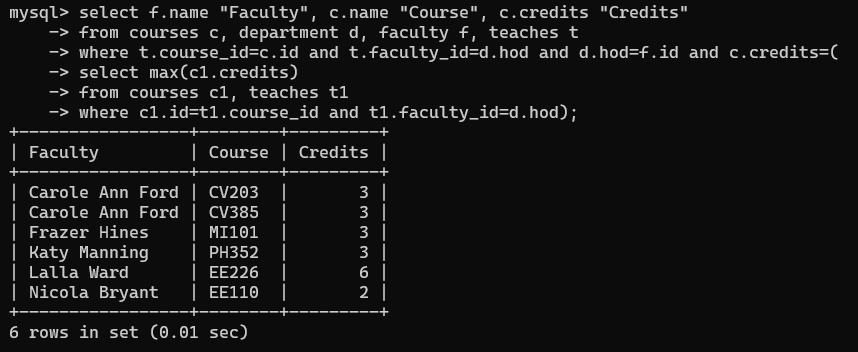 mysql> select f.name "Faculty", c.name "Course", c.credits "Credits"
    -> from courses c, department d, faculty f, teaches t
    -> where t.course_id=c.id and t.faculty_id=d.hod and d.hod=f.id and c.credits=(
    -> select max(c1.credits)
    -> from courses c1, teaches t1
    -> where c1.id=t1.course_id and t1.faculty_id=d.hod);
+-----------------+--------+---------+
| Faculty         | Course | Credits |
+-----------------+--------+---------+
| Carole Ann Ford | CV203  |       3 |
| Carole Ann Ford | CV385  |       3 |
| Frazer Hines    | MI101  |       3 |
| Katy Manning    | PH352  |       3 |
| Lalla Ward      | EE226  |       6 |
| Nicola Bryant   | EE110  |       2 |
+-----------------+--------+---------+
6 rows in set (0.01 sec)